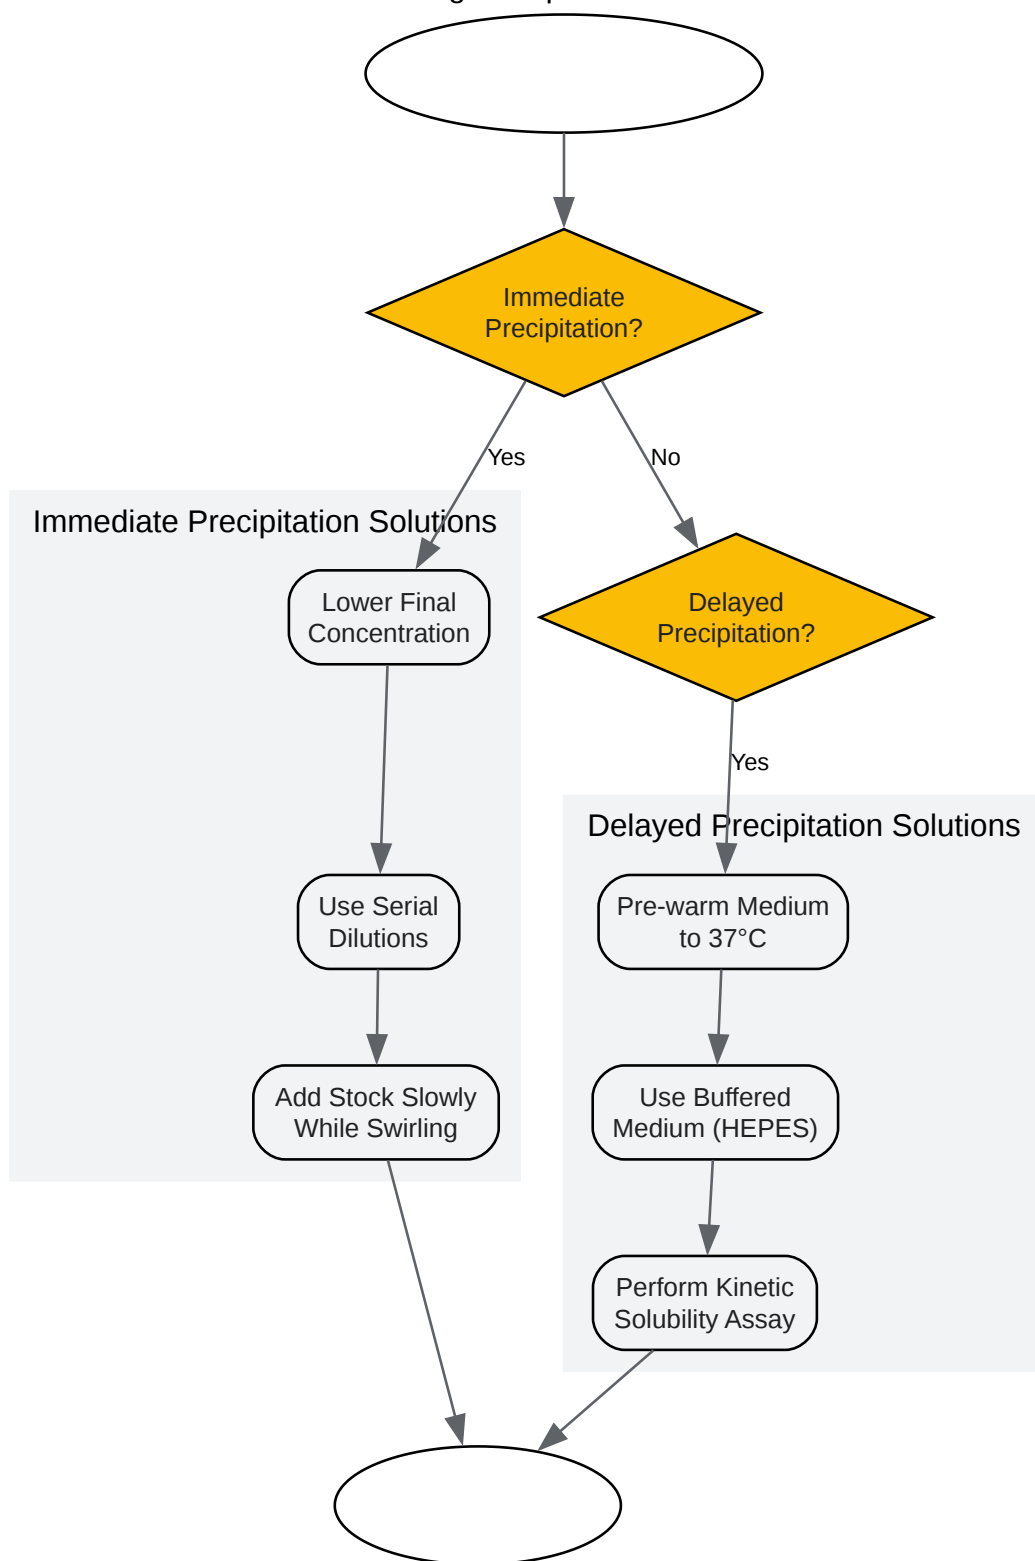 Immediate
Precipitation?
Yes
No
Immediate Precipitation Solutions
Lower Final
Concentration
Delayed
Precipitation?
Yes
Delayed Precipitation Solutions
Use Serial
Dilutions
Pre-warm Medium
to 37°C
Add Stock Slowly
While Swirling
Use Buffered
Medium (HEPES)
Perform Kinetic
Solubility Assay